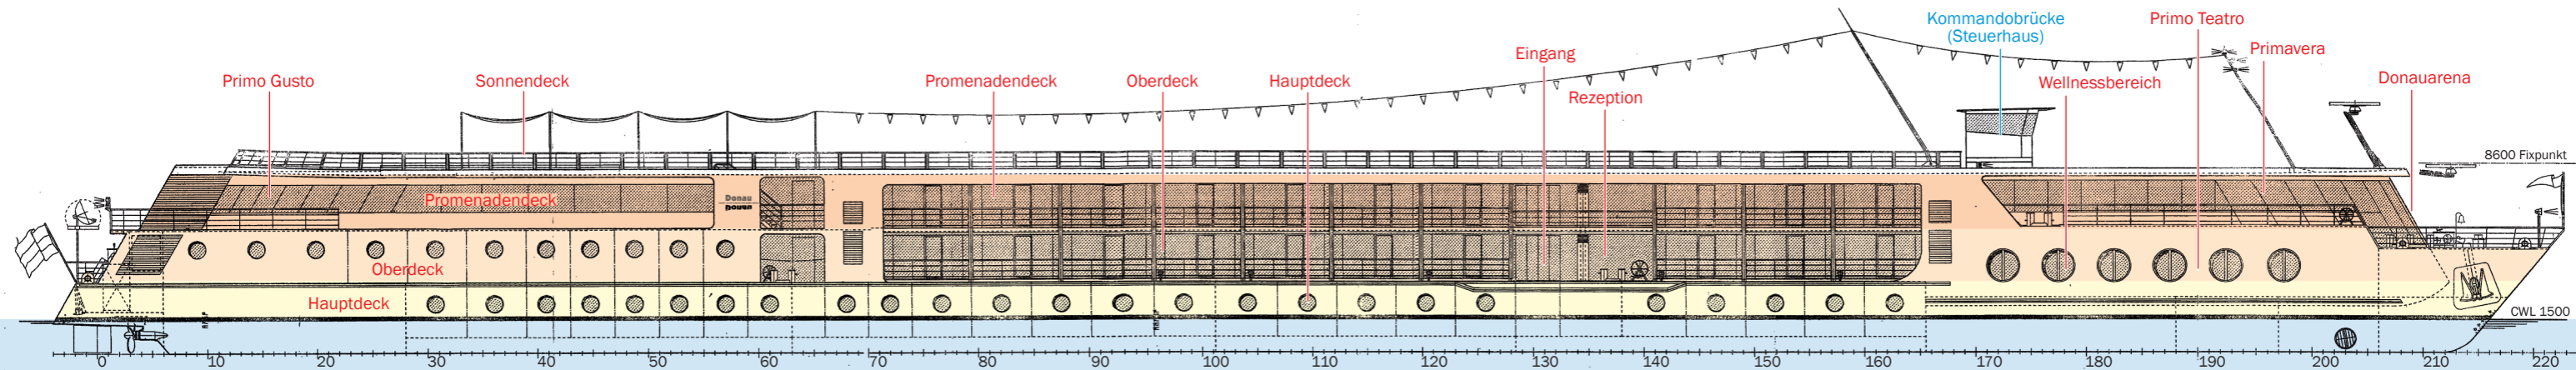 Kommandobrücke
(Steuerhaus)
Primo Teatro
Eingang
Primavera
Primo Gusto
Sonnendeck
Promenadendeck
Oberdeck
Hauptdeck
Rezeption
Wellnessbereich
Donauarena
8600 Fixpunkt
Promenadendeck
Donau
Oberdeck
Hauptdeck
CWL 1500
0 10 20 30 40 50 60 70 80 90 100 110 120 130 140 150 160 170 180 190 200 210 220